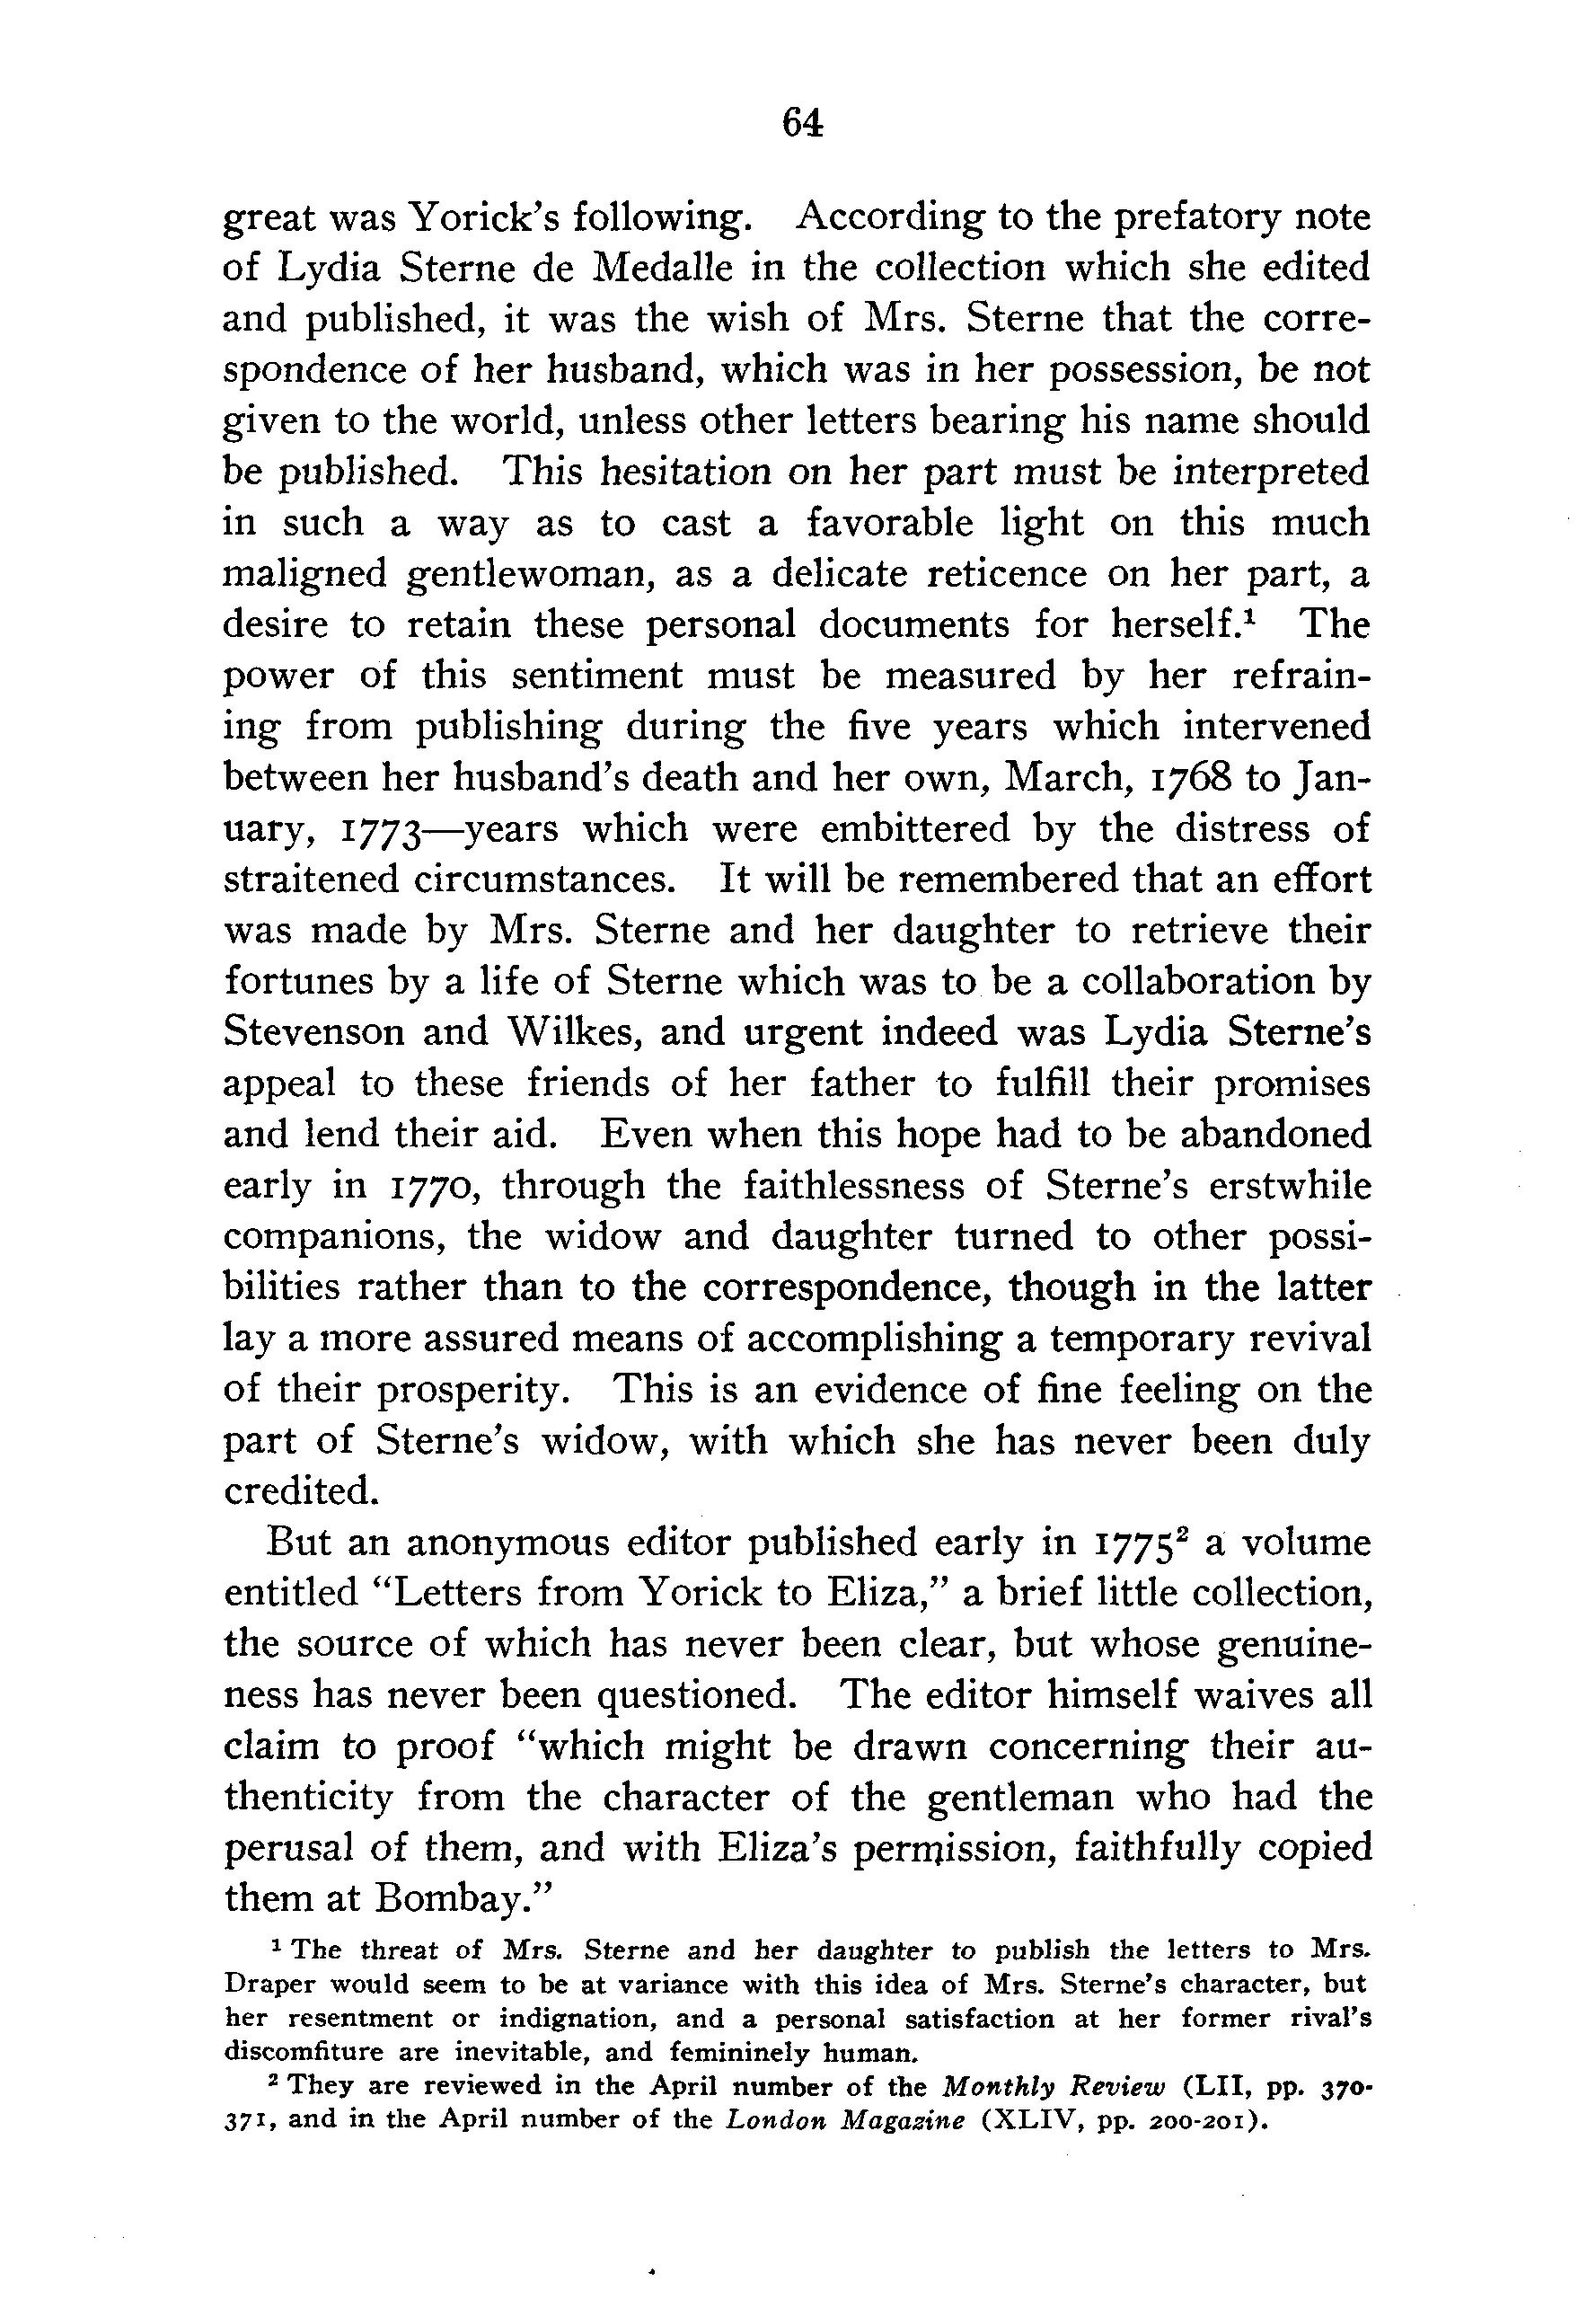 64
great was Yorick's following. According to the prefatory note
of Lydia Sterne de Medalle in the collection which she edited
and published, it was the wish of Mrs. Sterne that the corre-
spondence of her husband, which was in her possession, be not
given to the world, unless other letters bearing his name should
be published. This hesitation on her part must be interpreted
in such a way as to cast a favorable light on this much
maligned gentlewoman, as a delicate reticence on her part, a
desire to retain these personal documents for herself.¹ The
power of this sentiment must be measured by her refrain-
ing from publishing during the five years which intervened
between her husband's death and her own, March, 1768 to Jan-
uary, 1773—years which were embittered by the distress of
straitened circumstances. It will be remembered that an effort
was made by Mrs. Sterne and her daughter to retrieve their
fortunes by a life of Sterne which was to be a collaboration by
Stevenson and Wilkes, and urgent indeed was Lydia Sterne's
appeal to these friends of her father to fulfill their promises
and lend their aid. Even when this hope had to be abandoned
early in 1770, through the faithlessness of Sterne's erstwhile
companions, the widow and daughter turned to other possi-
bilities rather than to the correspondence, though in the latter
lay a more assured means of accomplishing a temporary revival
of their prosperity. This is an evidence of fine feeling on the
part of Sterne's widow, with which she has never been duly
credited.
But an anonymous editor published early in 1775² a volume
entitled “Letters from Yorick to Eliza,” a brief little collection,
the source of which has never been clear, but whose genuine-
ness has never been questioned. The editor himself waives all
claim to proof “which might be drawn concerning their au-
thenticity from the character of the gentleman who had the
perusal of them, and with Eliza's permission, faithfully copied
them at Bombay.”
¹ The threat of Mrs. Sterne and her daughter to publish the letters to Mrs.
Draper would seem to be at variance with this idea of Mrs. Sterne's character, but
her resentment or indignation, and a personal satisfaction at her former rival's
discomfiture are inevitable, and femininely human.
² They are reviewed in the April number of the Monthly Review (LII, pp. 370-
371, and in the April number of the London Magazine (XLIV, pp. 200-201).